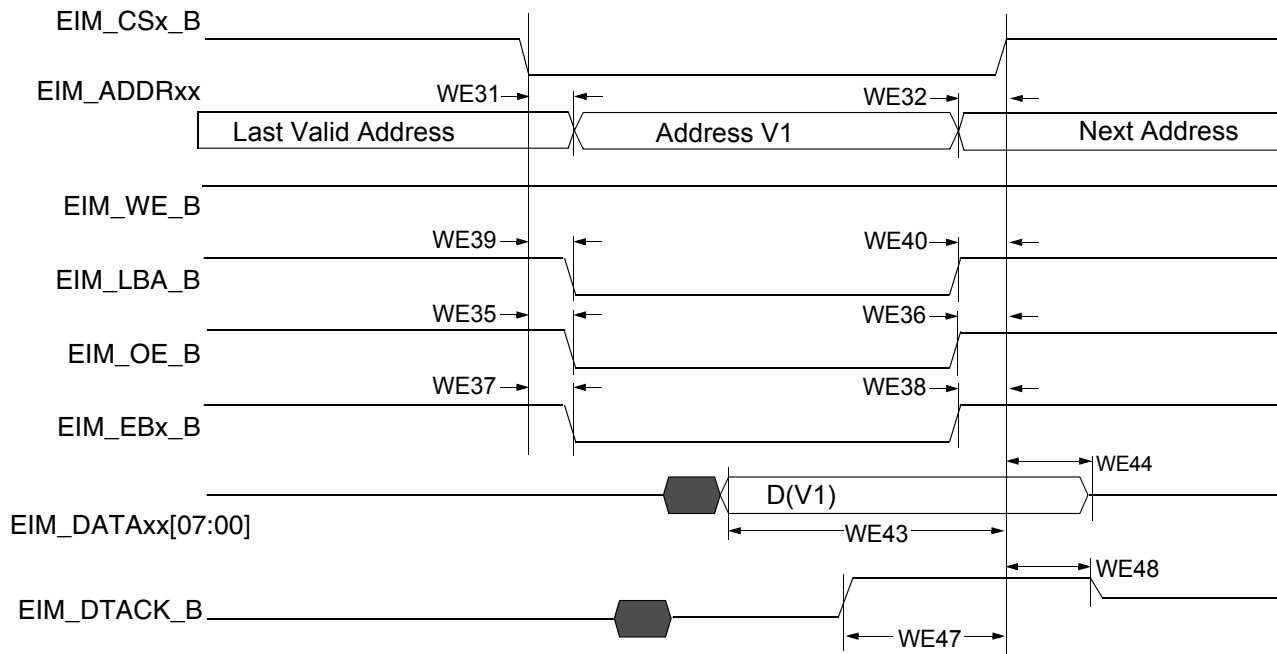 EIM_CSx_B
EIM_ADDRxx
WE31
WE32
Last Valid Address
Address V1
Next Address
EIM_WE_B
WE39
WE40
EIM_LBA_B
WE35
WE36
EIM_OE_B
WE37
WE38
EIM_EBx_B
WE44
D(V1)
EIM_DATAxx[07:00]
WE43
WE48
EIM_DTACK_B
WE47